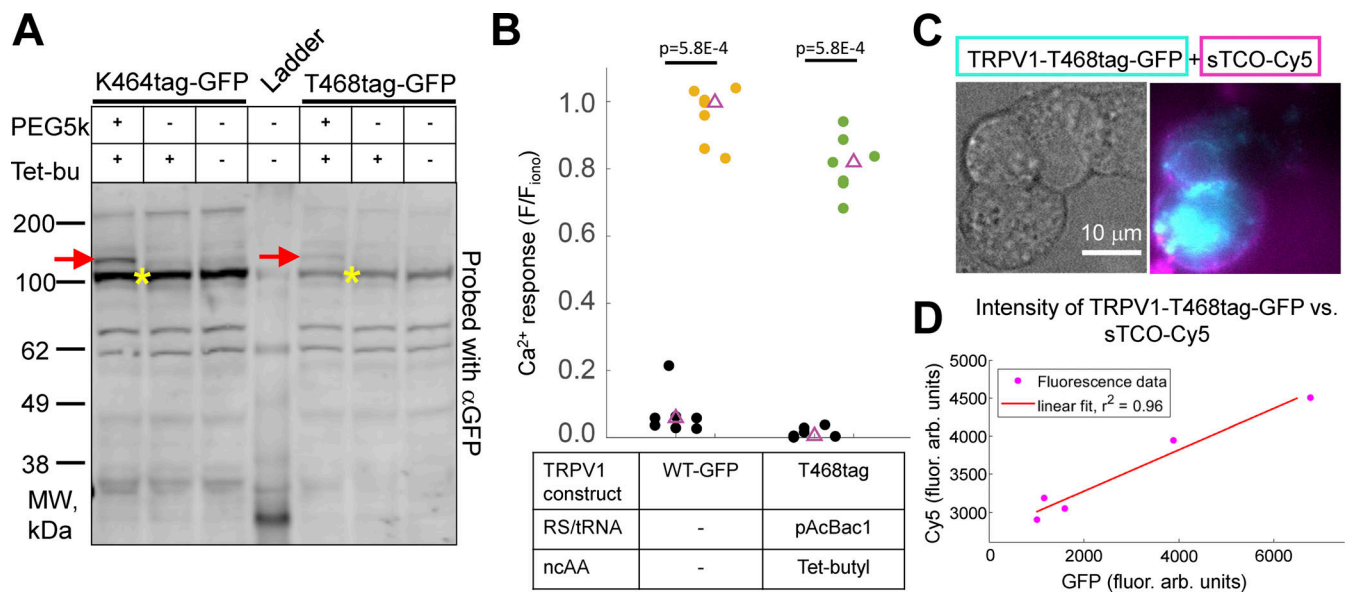 A
K464tag-GFP
Ladder
T468tag-GFP
PEG5k + - - - + - -
Tet-bu + + - - + + -
200
100
62
49
38
MW,
kDa
*
*
Probed with αGFP
B
p=5.8E-4
p=5.8E-4
Ca²⁺ response (F/Fiono)
1.0
0.8
0.6
0.4
0.2
0.0
TRPV1
construct
WT-GFP
T468tag
RS/tRNA
-
pAcBac1
ncAA
-
Tet-butyl
C
TRPV1-T468tag-GFP + sTCO-Cy5
10 μm
D
Intensity of TRPV1-T468tag-GFP vs.
sTCO-Cy5
Cy5 (fluor. arb. units)
5000
4500
4000
3500
3000
Fluorescence data
linear fit, r² = 0.96
0 2000 4000 6000
GFP (fluor. arb. units)